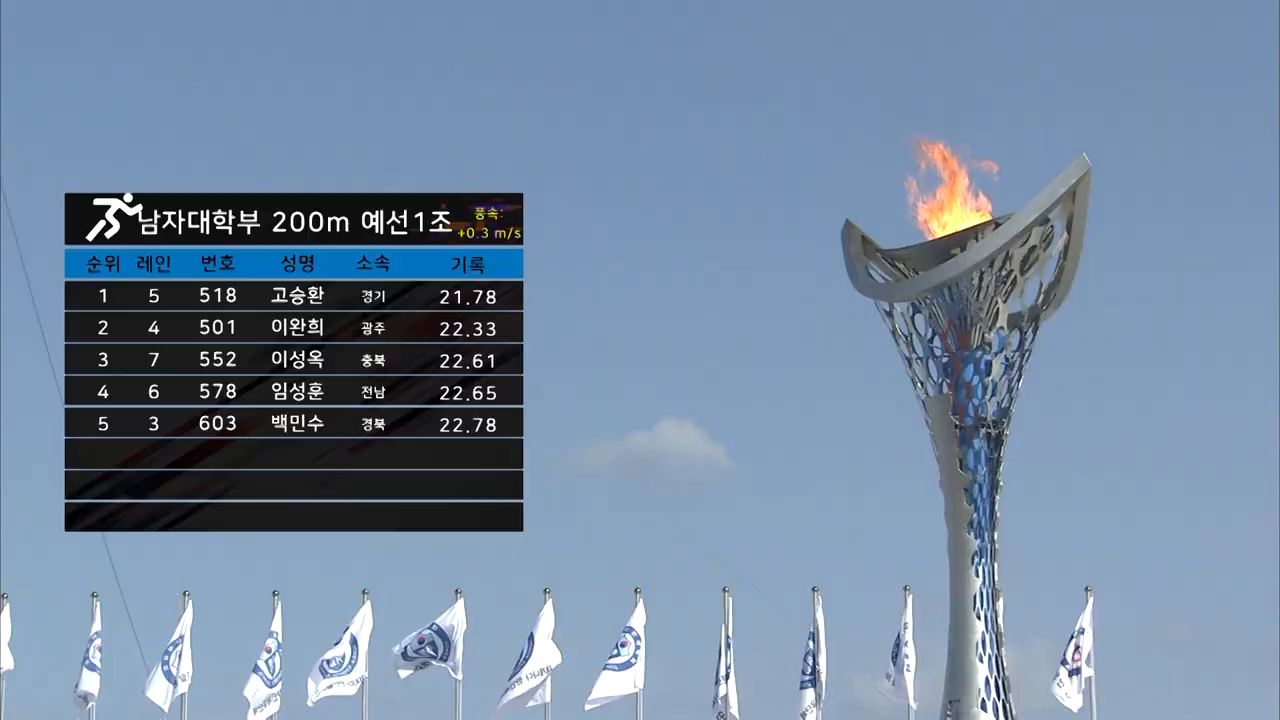 남자대학부 200m 예선1조
풍속:
+0.3 m/s
순위 레인 번호 성명 소속 기록
1 5 518 고승환 경기 21.78
2 4 501 이완희 광주 22.33
3 7 552 이성옥 충북 22.61
4 6 578 임성훈 전남 22.65
5 3 603 백민수 경북 22.78